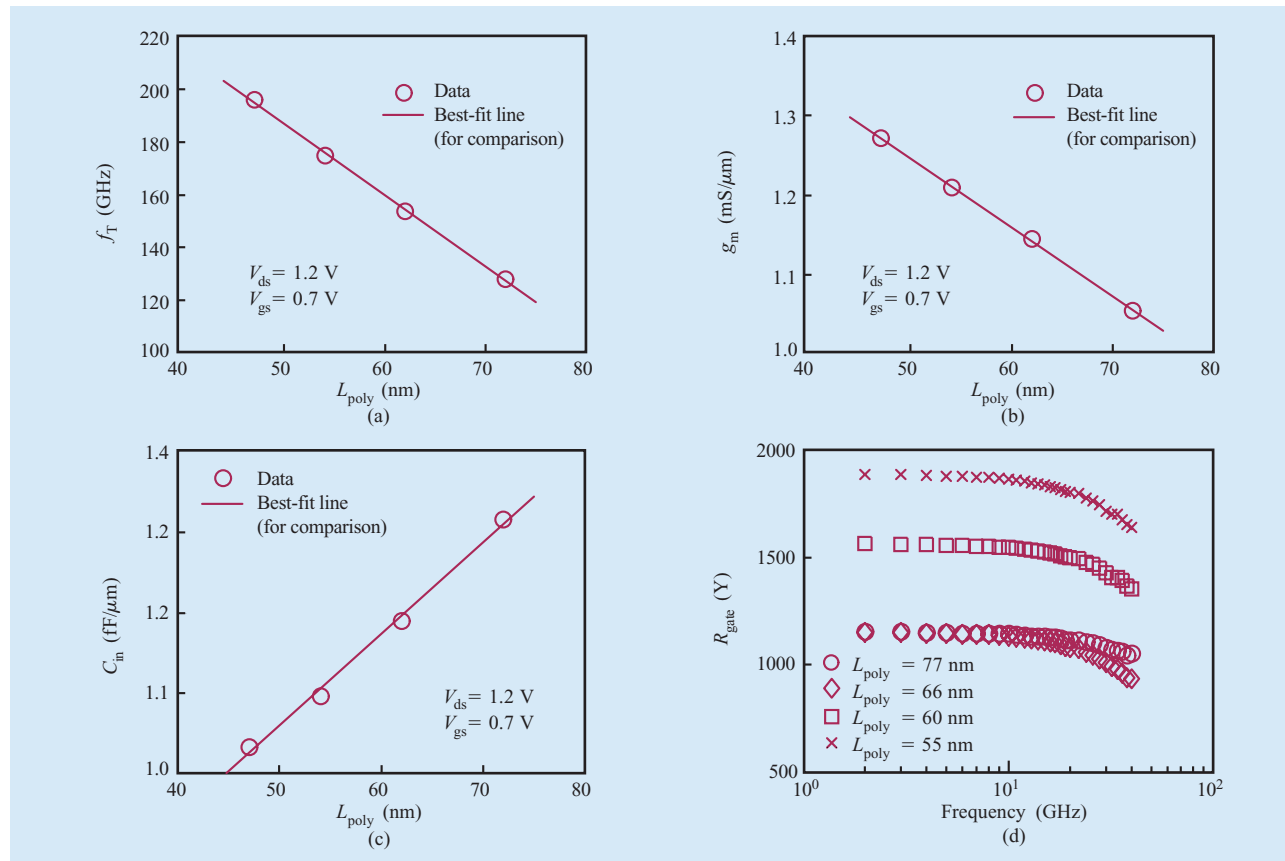 220
200
180
160
140
120
100
f_T (GHz)
Data
Best-fit line
(for comparison)
V_ds = 1.2 V
V_gs = 0.7 V
40 50 60 70 80
L_poly (nm)
(a)
1.4
1.3
1.2
1.1
1.0
g_m (mS/μm)
Data
Best-fit line
(for comparison)
V_ds = 1.2 V
V_gs = 0.7 V
40 50 60 70 80
L_poly (nm)
(b)
1.4
1.2
1.2
1.1
1.0
C_in (fF/μm)
Data
Best-fit line
(for comparison)
V_ds = 1.2 V
V_gs = 0.7 V
40 50 60 70 80
L_poly (nm)
(c)
2000
1500
1000
500
R_gate (Y)
L_poly = 77 nm
L_poly = 66 nm
L_poly = 60 nm
L_poly = 55 nm
10^0 10^1 10^2
Frequency (GHz)
(d)